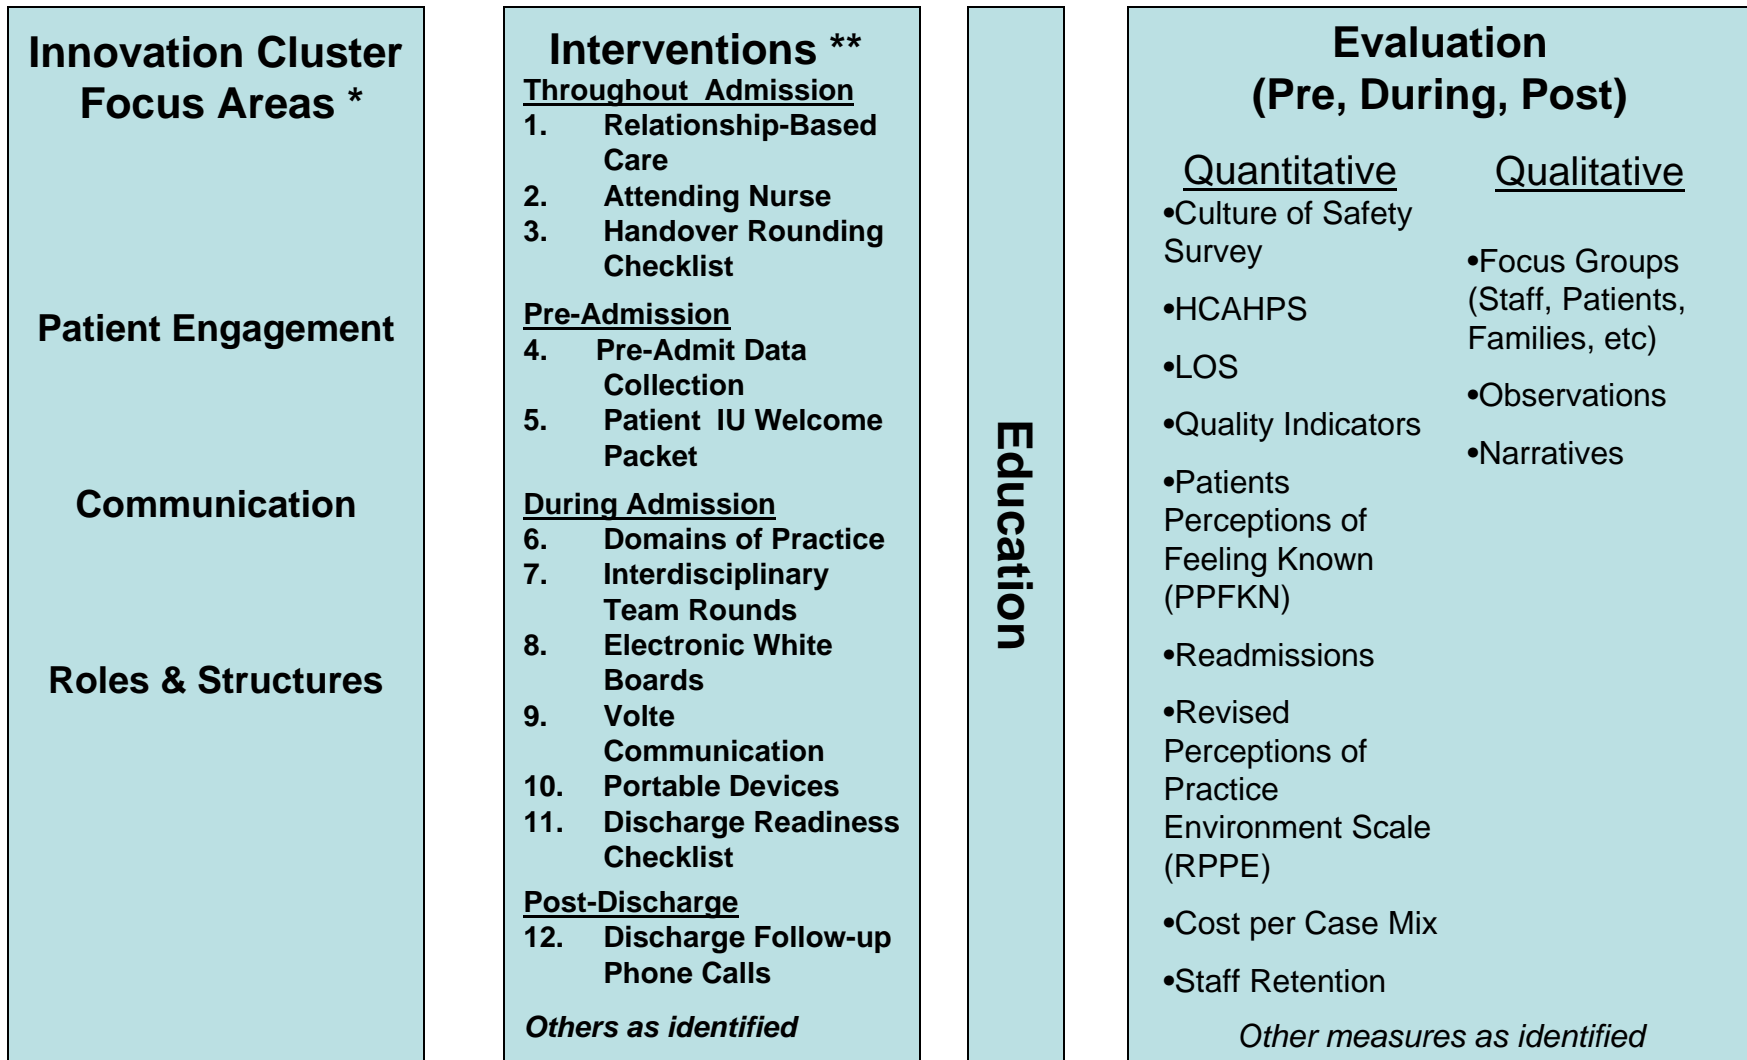 Innovation Cluster
Focus Areas *
Patient Engagement
Communication
Roles & Structures
Interventions **
Throughout Admission
1. Relationship-Based
Care
2. Attending Nurse
3. Handover Rounding
Checklist
Pre-Admission
4. Pre-Admit Data
Collection
5. Patient IU Welcome
Packet
During Admission
6. Domains of Practice
7. Interdisciplinary
Team Rounds
8. Electronic White
Boards
9. Volte
Communication
10. Portable Devices
11. Discharge Readiness
Checklist
Post-Discharge
12. Discharge Follow-up
Phone Calls
Others as identified
Education
Evaluation
(Pre, During, Post)
Quantitative
•Culture of Safety
Survey
•HCAHPS
•LOS
•Quality Indicators
•Patients
Perceptions of
Feeling Known
(PPFKN)
•Readmissions
•Revised
Perceptions of
Practice
Environment Scale
(RPPE)
•Cost per Case Mix
•Staff Retention
Qualitative
•Focus Groups
(Staff, Patients,
Families, etc)
•Observations
•Narratives
Other measures as identified